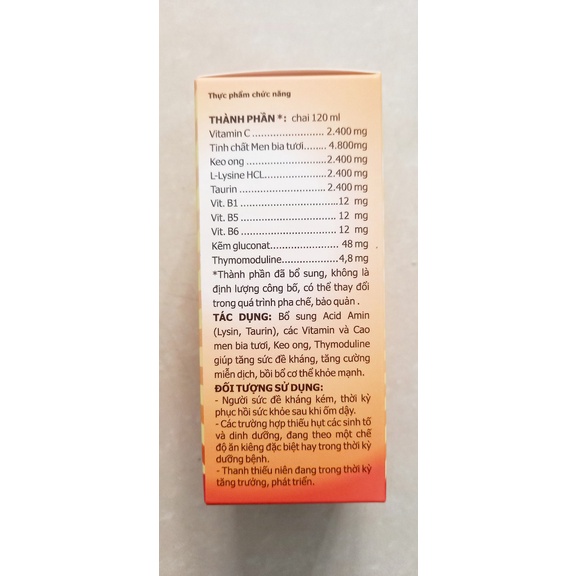 Thực phẩm chức năng
THÀNH PHẦN *: chai 120 ml
Vitamin C ........................ 2.400 mg
Tinh chất Men bia tươi....... 4.800mg
Keo ong ..........................2.400 mg
L-Lysine HCL....................2.400 mg
Taurin ............................. 2.400 mg
Vit. B1 ................................12 mg
Vit. B5 ................................ 12 mg
Vit. B6 ................................ 12 mg
Kẽm gluconat....................... 48 mg
Thymomoduline..................4,8 mg
*Thành phần đã bổ sung, không là
định lượng công bố, có thể thay đổi
trong quá trình pha chế, bảo quản .
TÁC DỤNG: Bổ sung Acid Amin
(Lysin, Taurin), các Vitamin và Cao
men bia tươi, Keo ong, Thymoduline
giúp tăng sức đề kháng, tăng cường
miễn dịch, bồi bổ cơ thể khỏe mạnh.
ĐỐI TƯỢNG SỬ DỤNG:
- Người sức đề kháng kém, thời kỳ
phục hồi sức khỏe sau khi ốm dậy.
- Các trường hợp thiếu hụt các sinh tố
và dinh dưỡng, đang theo một chế
độ ăn kiêng đặc biệt hay trong thời kỳ
dưỡng bệnh.
- Thanh thiếu niên đang trong thời kỳ
tăng trưởng, phát triển.